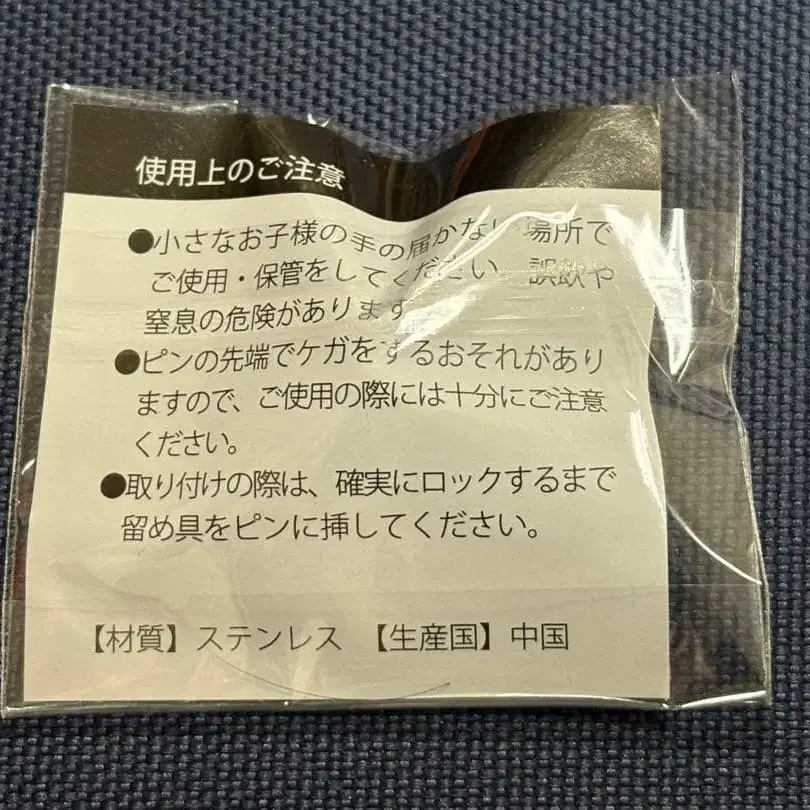 使用上のご注意
●小さなお子様の手の届かない場所で
ご使用・保管をしてください。誤飲や
窒息の危険があります。
●ピンの先端でケガをするおそれがあり
ますので、ご使用の際には十分にご注意
ください。
●取り付けの際は、確実にロックするまで
留め具をピンに挿してください。
【材質】ステンレス 【生産国】中国